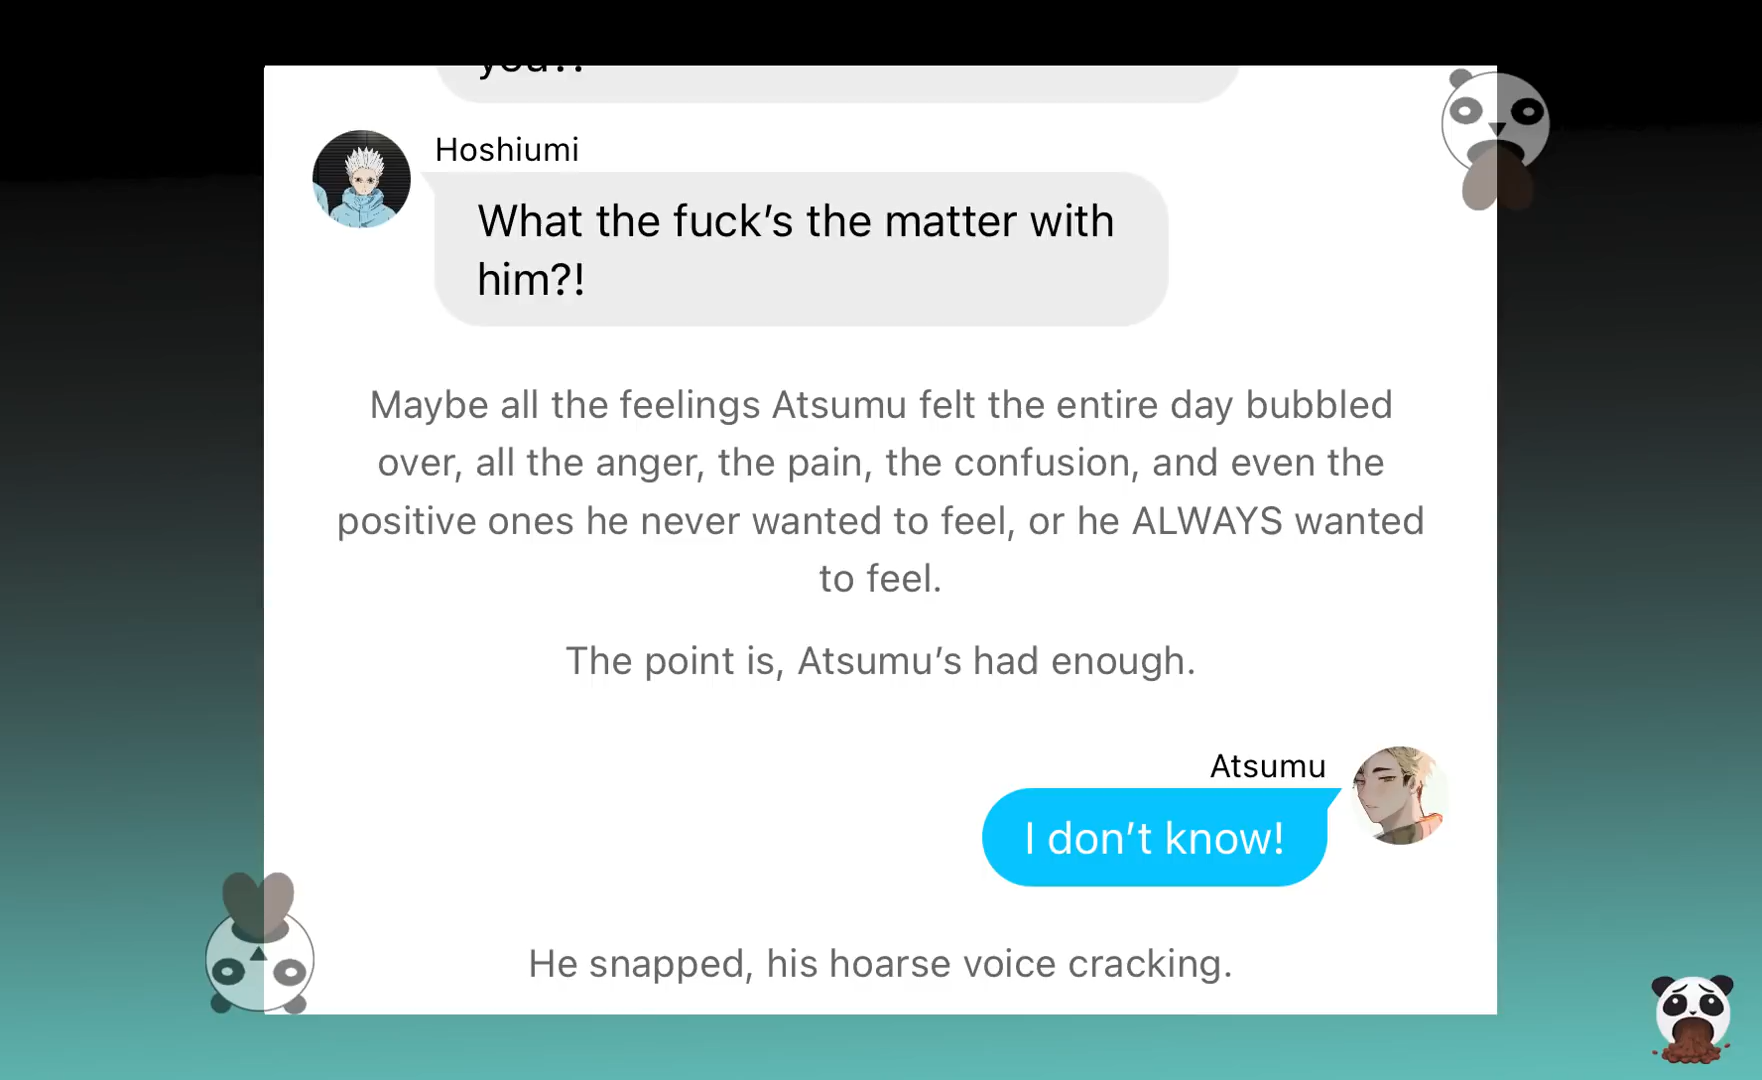 you?!
Hoshiumi
What the fuck’s the matter with
him?!
Maybe all the feelings Atsumu felt the entire day bubbled
over, all the anger, the pain, the confusion, and even the
positive ones he never wanted to feel, or he ALWAYS wanted
to feel.
The point is, Atsumu’s had enough.
Atsumu
I don’t know!
He snapped, his hoarse voice cracking.